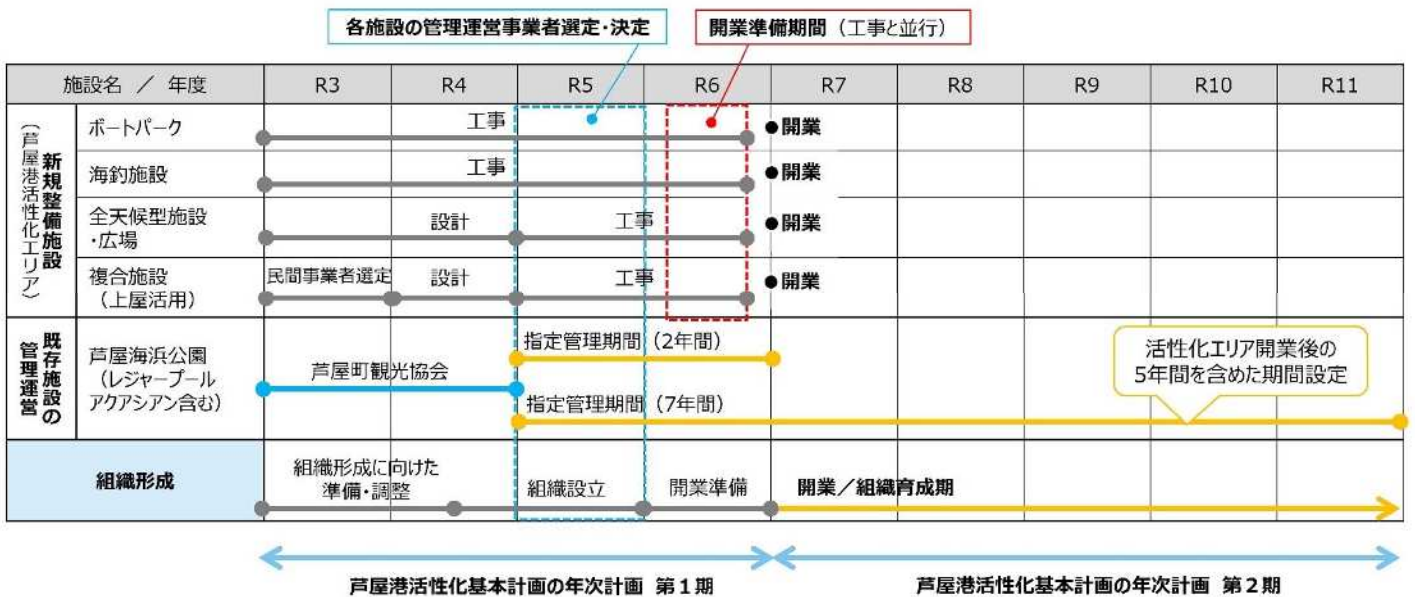 各施設の管理運営事業者選定・決定
開業準備期間（工事と並行）
施設名 ／ 年度 R3 R4 R5 R6 R7 R8 R9 R10 R11
新規整備施設
（芦屋港活性化エリア）
ボートパーク 工事 ●開業
海釣施設 工事 ●開業
全天候型施設
・広場
設計 工事 ●開業
複合施設
（上屋活用）
民間事業者選定 設計 工事 ●開業
既存施設の
管理運営
芦屋海浜公園
（レジャープール
アクアシアン含む）
芦屋町観光協会
指定管理期間（2年間）
指定管理期間（7年間）
活性化エリア開業後の
5年間を含めた期間設定
組織形成
組織形成に向けた
準備・調整
組織設立 開業準備 開業／組織育成期
芦屋港活性化基本計画の年次計画 第１期
芦屋港活性化基本計画の年次計画 第２期